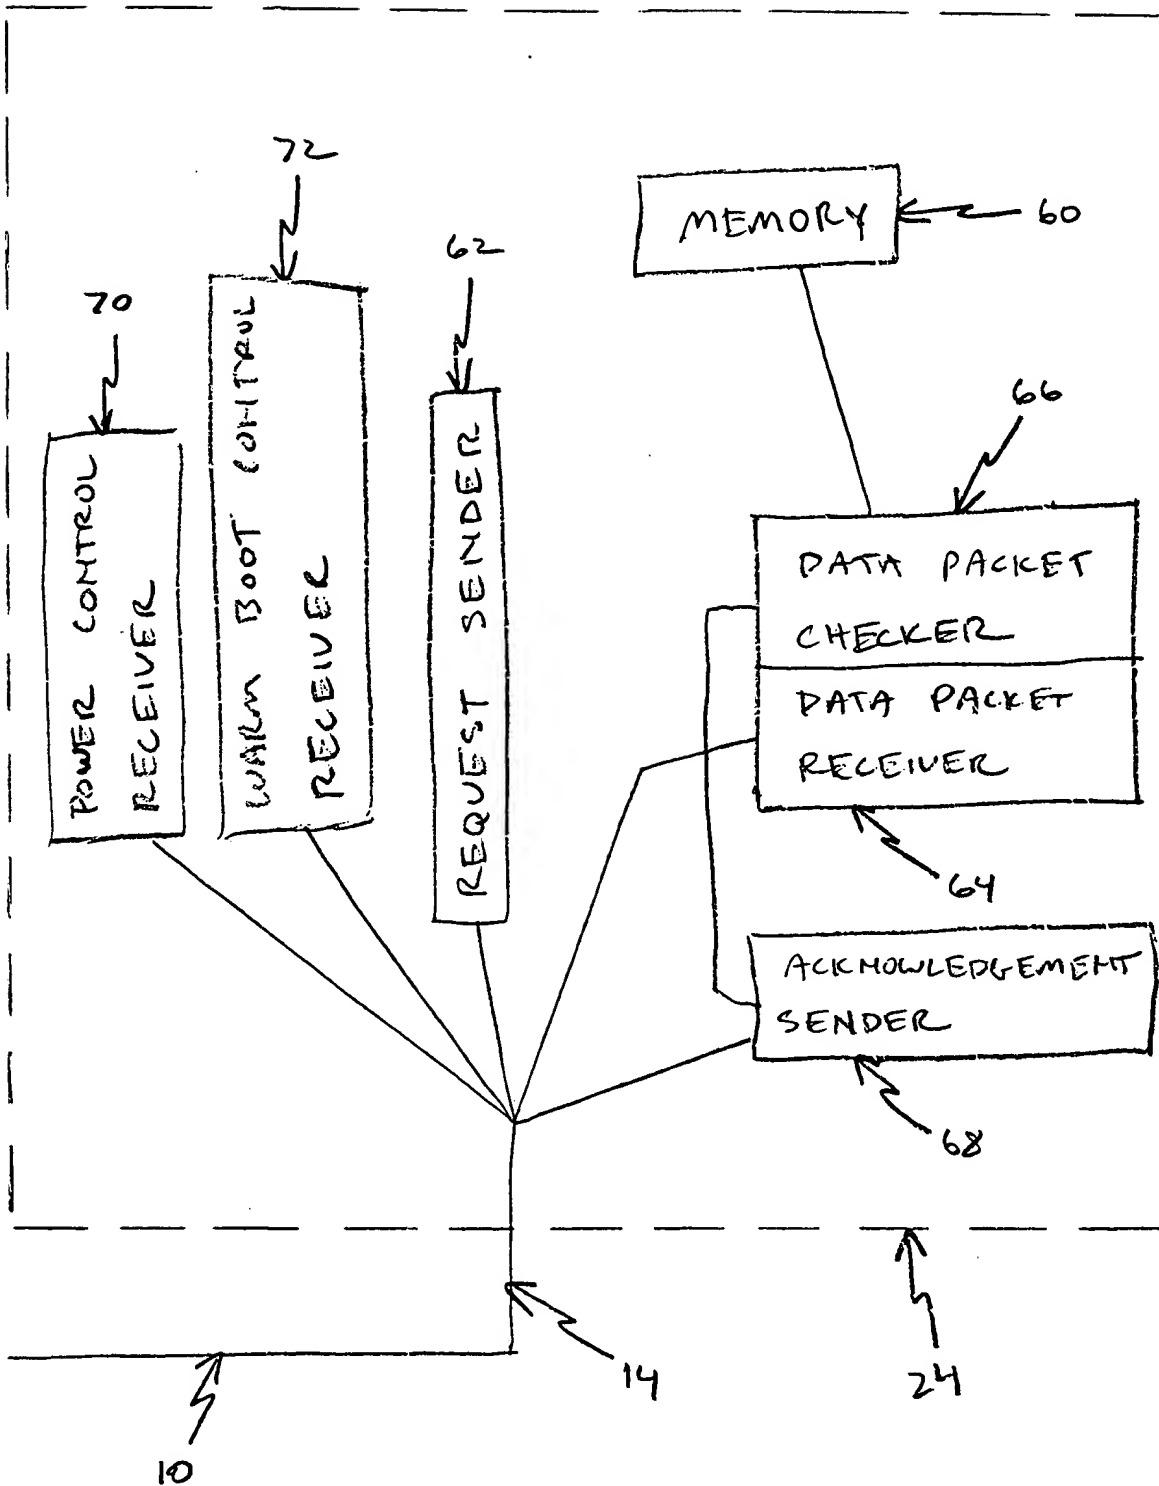 72
MEMORY
60
62
70
66
POWER CONTROL
RECEIVER
WARM BOOT CONTROL
RECEIVER
REQUEST SENDER
DATA PACKET
CHECKER
DATA PACKET
RECEIVER
64
ACKNOWLEDGEMENT
SENDER
68
14
24
10